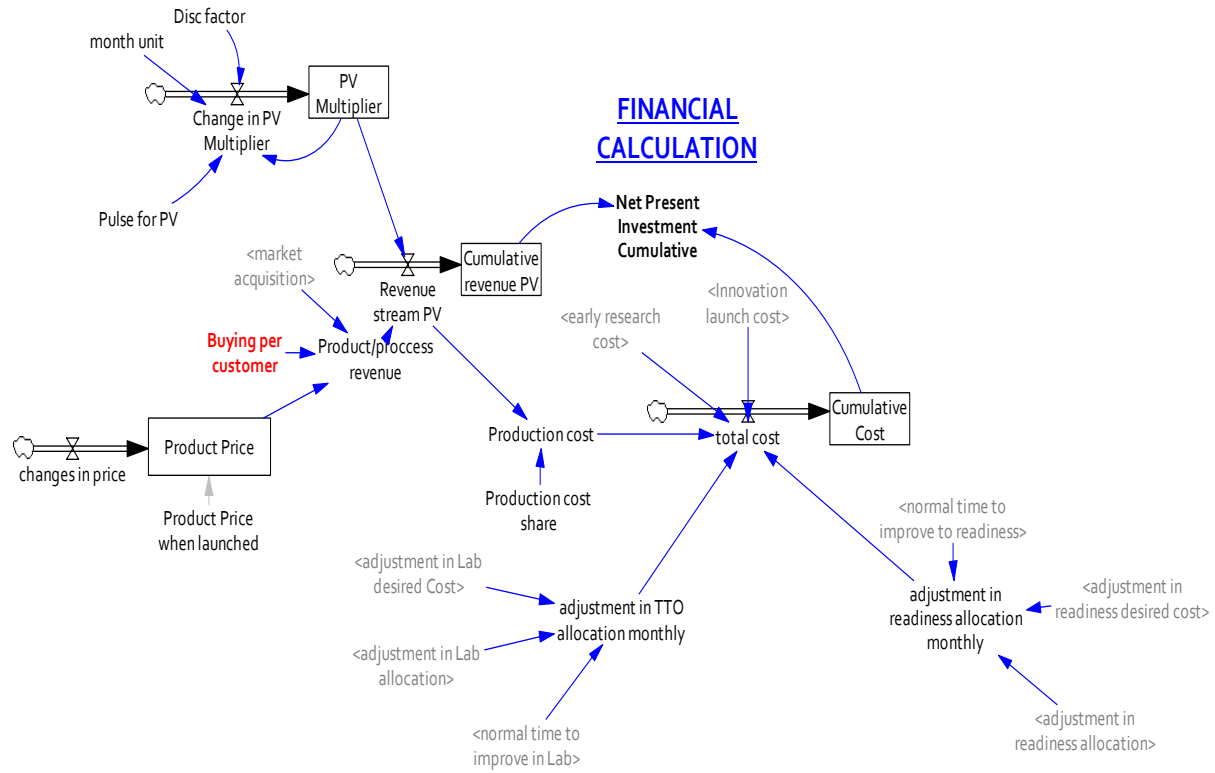 Disc factor
month unit
PV
Multiplier
Change in PV
Multiplier
Pulse for PV
FINANCIAL
CALCULATION
Net Present
Investment
Cumulative
<market
acquisition>
Cumulative
revenue PV
Revenue
stream PV
<Innovation
launch cost>
<early research
cost>
Buying per
customer
Product/proccess
revenue
Cumulative
Cost
Product Price
changes in price
Production cost
total cost
Product Price
when launched
Production cost
share
<normal time to
improve to readiness>
<adjustment in Lab
desired Cost>
adjustment in TTO
allocation monthly
adjustment in
readiness allocation
monthly
<adjustment in
readiness desired cost>
<adjustment in Lab
allocation>
<normal time to
improve in Lab>
<adjustment in
readiness allocation>